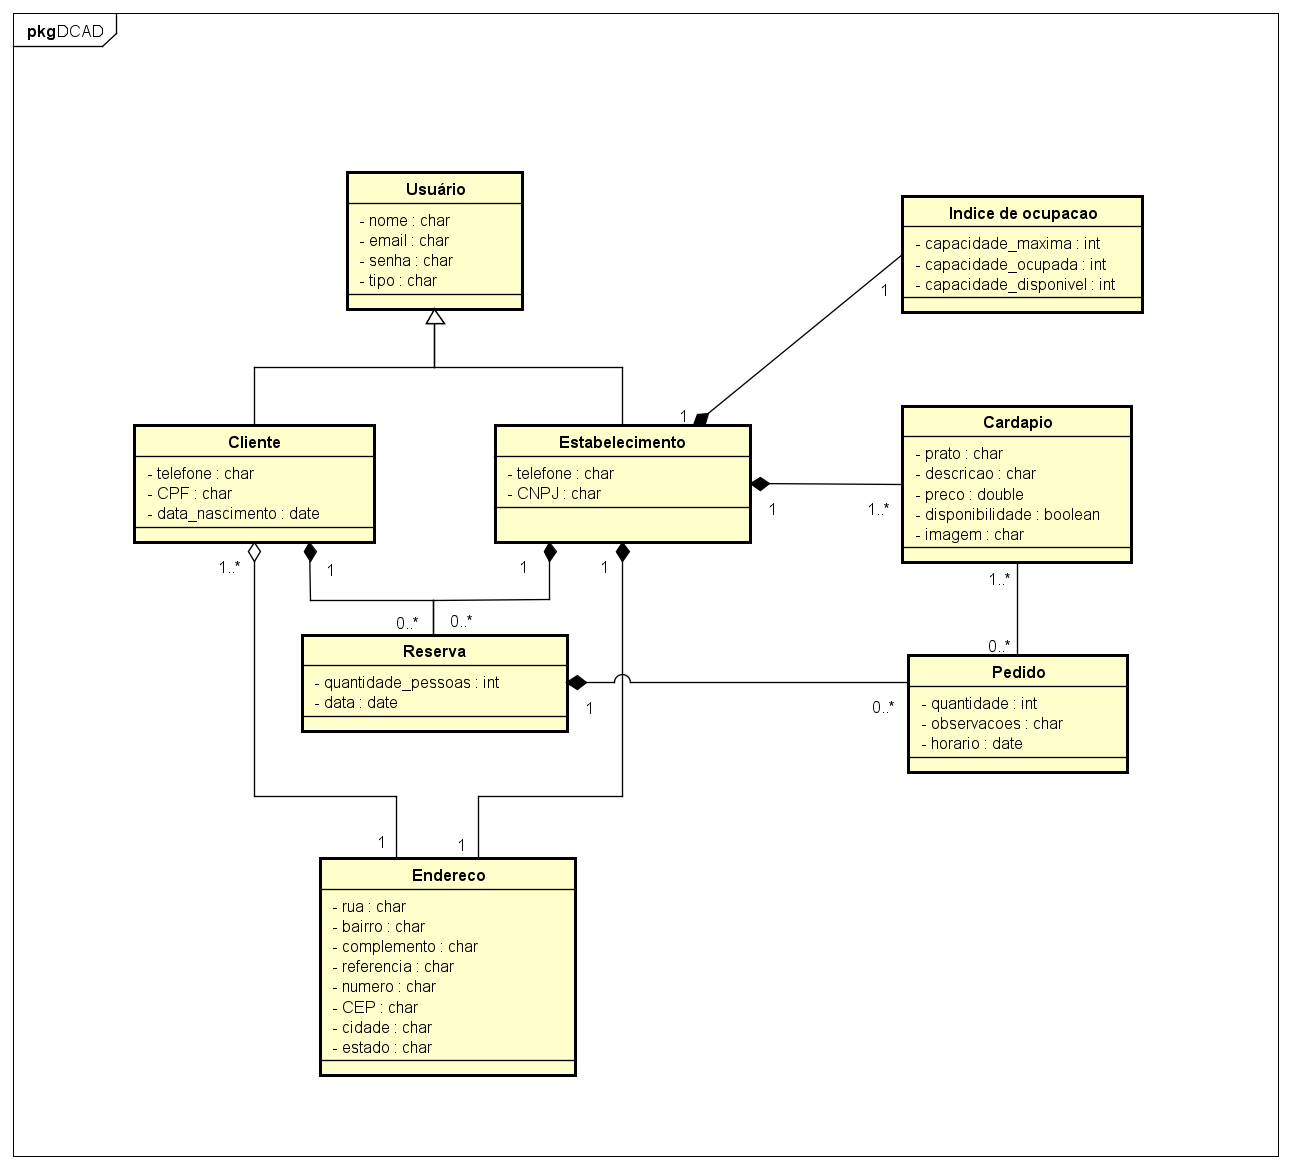 pkgDCAD
Usuário
- nome : char
- email : char
- senha : char
- tipo : char
Indice de ocupacao
- capacidade_maxima : int
- capacidade_ocupada : int
- capacidade_disponivel : int
1
1
Cliente
- telefone : char
- CPF : char
- data_nascimento : date
Estabelecimento
- telefone : char
- CNPJ : char
Cardapio
- prato : char
- descricao : char
- preco : double
- disponibilidade : boolean
- imagem : char
1
1..*
1..*
1
1
1
1..*
0..*
0..*
0..*
Reserva
- quantidade_pessoas : int
- data : date
1
0..*
Pedido
- quantidade : int
- observacoes : char
- horario : date
1
1
Endereco
- rua : char
- bairro : char
- complemento : char
- referencia : char
- numero : char
- CEP : char
- cidade : char
- estado : char